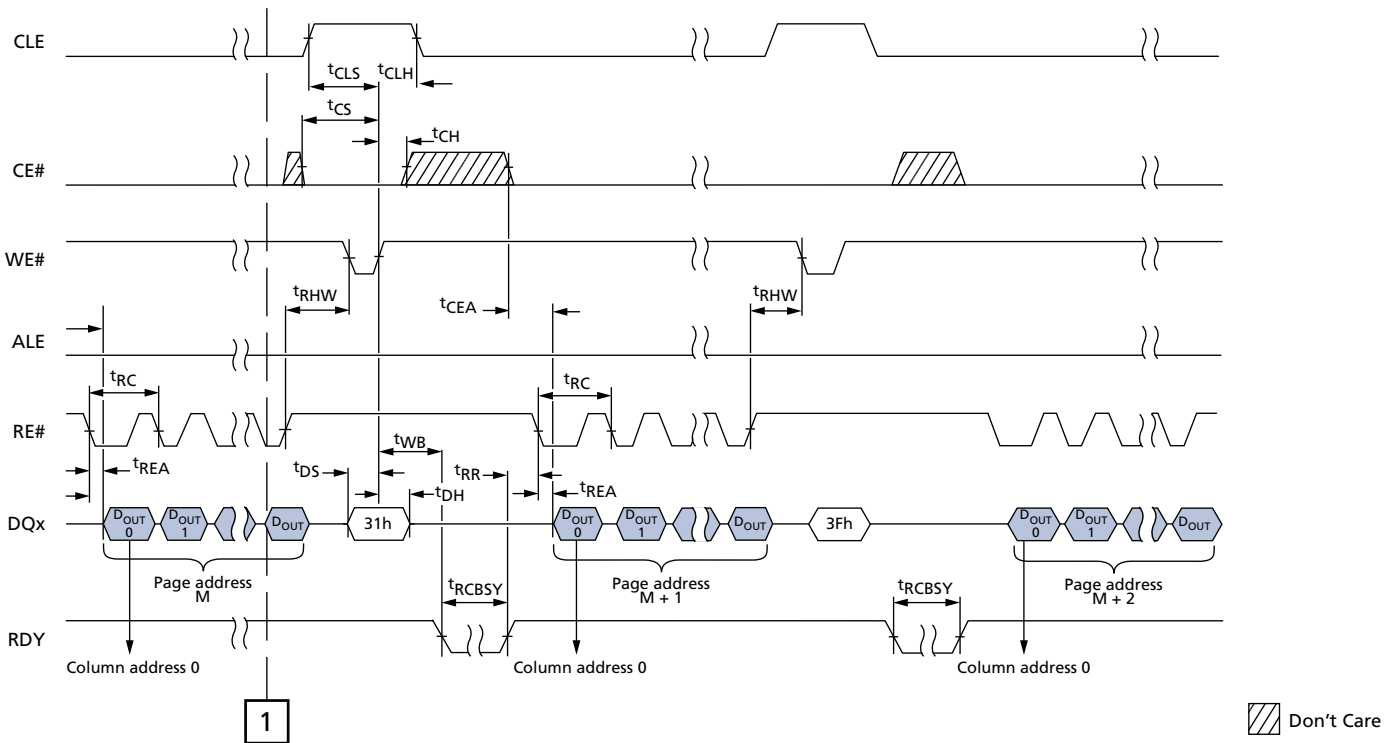 CLE
tCLS tCLH
tCS
tCH
CE#
WE#
tRHW
tCEA
tRHW
ALE
tRC
tRC
RE#
tWB
tREA
tDS
tRR
tDH
tREA
DQx
DOUT 0
DOUT 1
DOUT
31h
DOUT 0
DOUT 1
DOUT
3Fh
DOUT 0
DOUT 1
DOUT
Page address
M
tRCBSY
Page address
M + 1
tRCBSY
Page address
M + 2
RDY
Column address 0
Column address 0
Column address 0
1
Don't Care